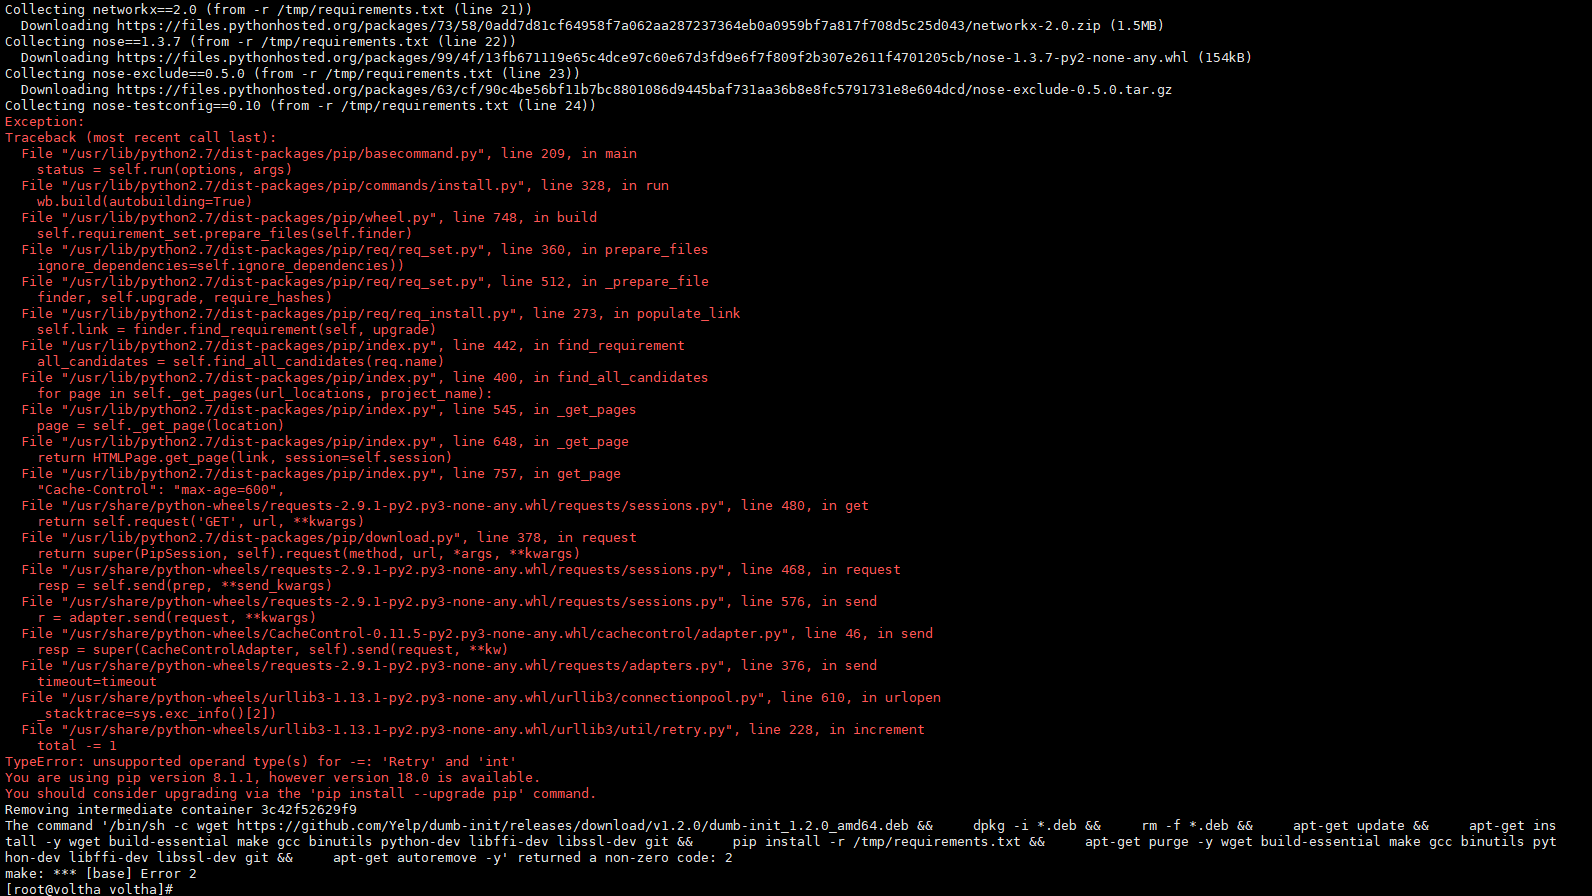 Collecting networkx==2.0 (from -r /tmp/requirements.txt (line 21))
  Downloading https://files.pythonhosted.org/packages/73/58/0add7d81cf64958f7a062aa287237364eb0a0959bf7a817f708d5c25d043/networkx-2.0.zip (1.5MB)
Collecting nose==1.3.7 (from -r /tmp/requirements.txt (line 22))
  Downloading https://files.pythonhosted.org/packages/99/4f/13fb671119e65c4dce97c60e67d3fd9e6f7f809f2b307e2611f4701205cb/nose-1.3.7-py2-none-any.whl (154kB)
Collecting nose-exclude==0.5.0 (from -r /tmp/requirements.txt (line 23))
  Downloading https://files.pythonhosted.org/packages/63/cf/90c4be56bf11b7bc8801086d9445baf731aa36b8e8fc5791731e8e604dcd/nose-exclude-0.5.0.tar.gz
Collecting nose-testconfig==0.10 (from -r /tmp/requirements.txt (line 24))
Exception:
Traceback (most recent call last):
  File "/usr/lib/python2.7/dist-packages/pip/basecommand.py", line 209, in main
    status = self.run(options, args)
  File "/usr/lib/python2.7/dist-packages/pip/commands/install.py", line 328, in run
    wb.build(autobuilding=True)
  File "/usr/lib/python2.7/dist-packages/pip/wheel.py", line 748, in build
    self.requirement_set.prepare_files(self.finder)
  File "/usr/lib/python2.7/dist-packages/pip/req/req_set.py", line 360, in prepare_files
    ignore_dependencies=self.ignore_dependencies))
  File "/usr/lib/python2.7/dist-packages/pip/req/req_set.py", line 512, in _prepare_file
    finder, self.upgrade, require_hashes)
  File "/usr/lib/python2.7/dist-packages/pip/req/req_install.py", line 273, in populate_link
    self.link = finder.find_requirement(self, upgrade)
  File "/usr/lib/python2.7/dist-packages/pip/index.py", line 442, in find_requirement
    all_candidates = self.find_all_candidates(req.name)
  File "/usr/lib/python2.7/dist-packages/pip/index.py", line 400, in find_all_candidates
    for page in self._get_pages(url_locations, project_name):
  File "/usr/lib/python2.7/dist-packages/pip/index.py", line 545, in _get_pages
    page = self._get_page(location)
  File "/usr/lib/python2.7/dist-packages/pip/index.py", line 648, in _get_page
    return HTMLPage.get_page(link, session=self.session)
  File "/usr/lib/python2.7/dist-packages/pip/index.py", line 757, in get_page
    "Cache-Control": "max-age=600",
  File "/usr/share/python-wheels/requests-2.9.1-py2.py3-none-any.whl/requests/sessions.py", line 480, in get
    return self.request('GET', url, **kwargs)
  File "/usr/lib/python2.7/dist-packages/pip/download.py", line 378, in request
    return super(PipSession, self).request(method, url, *args, **kwargs)
  File "/usr/share/python-wheels/requests-2.9.1-py2.py3-none-any.whl/requests/sessions.py", line 468, in request
    resp = self.send(prep, **send_kwargs)
  File "/usr/share/python-wheels/requests-2.9.1-py2.py3-none-any.whl/requests/sessions.py", line 576, in send
    r = adapter.send(request, **kwargs)
  File "/usr/share/python-wheels/CacheControl-0.11.5-py2.py3-none-any.whl/cachecontrol/adapter.py", line 46, in send
    resp = super(CacheControlAdapter, self).send(request, **kw)
  File "/usr/share/python-wheels/requests-2.9.1-py2.py3-none-any.whl/requests/adapters.py", line 376, in send
    timeout=timeout
  File "/usr/share/python-wheels/urllib3-1.13.1-py2.py3-none-any.whl/urllib3/connectionpool.py", line 610, in urlopen
    _stacktrace=sys.exc_info()[2])
  File "/usr/share/python-wheels/urllib3-1.13.1-py2.py3-none-any.whl/urllib3/util/retry.py", line 228, in increment
    total -= 1
TypeError: unsupported operand type(s) for -=: 'Retry' and 'int'
You are using pip version 8.1.1, however version 18.0 is available.
You should consider upgrading via the 'pip install --upgrade pip' command.
Removing intermediate container 3c42f52629f9
The command '/bin/sh -c wget https://github.com/Yelp/dumb-init/releases/download/v1.2.0/dumb-init_1.2.0_amd64.deb &&     dpkg -i *.deb &&     rm -f *.deb &&     apt-get update &&     apt-get ins
tall -y wget build-essential make gcc binutils python-dev libffi-dev libssl-dev git &&     pip install -r /tmp/requirements.txt &&     apt-get purge -y wget build-essential make gcc binutils pyt
hon-dev libffi-dev libssl-dev git &&     apt-get autoremove -y' returned a non-zero code: 2
make: *** [base] Error 2
[root@voltha voltha]#